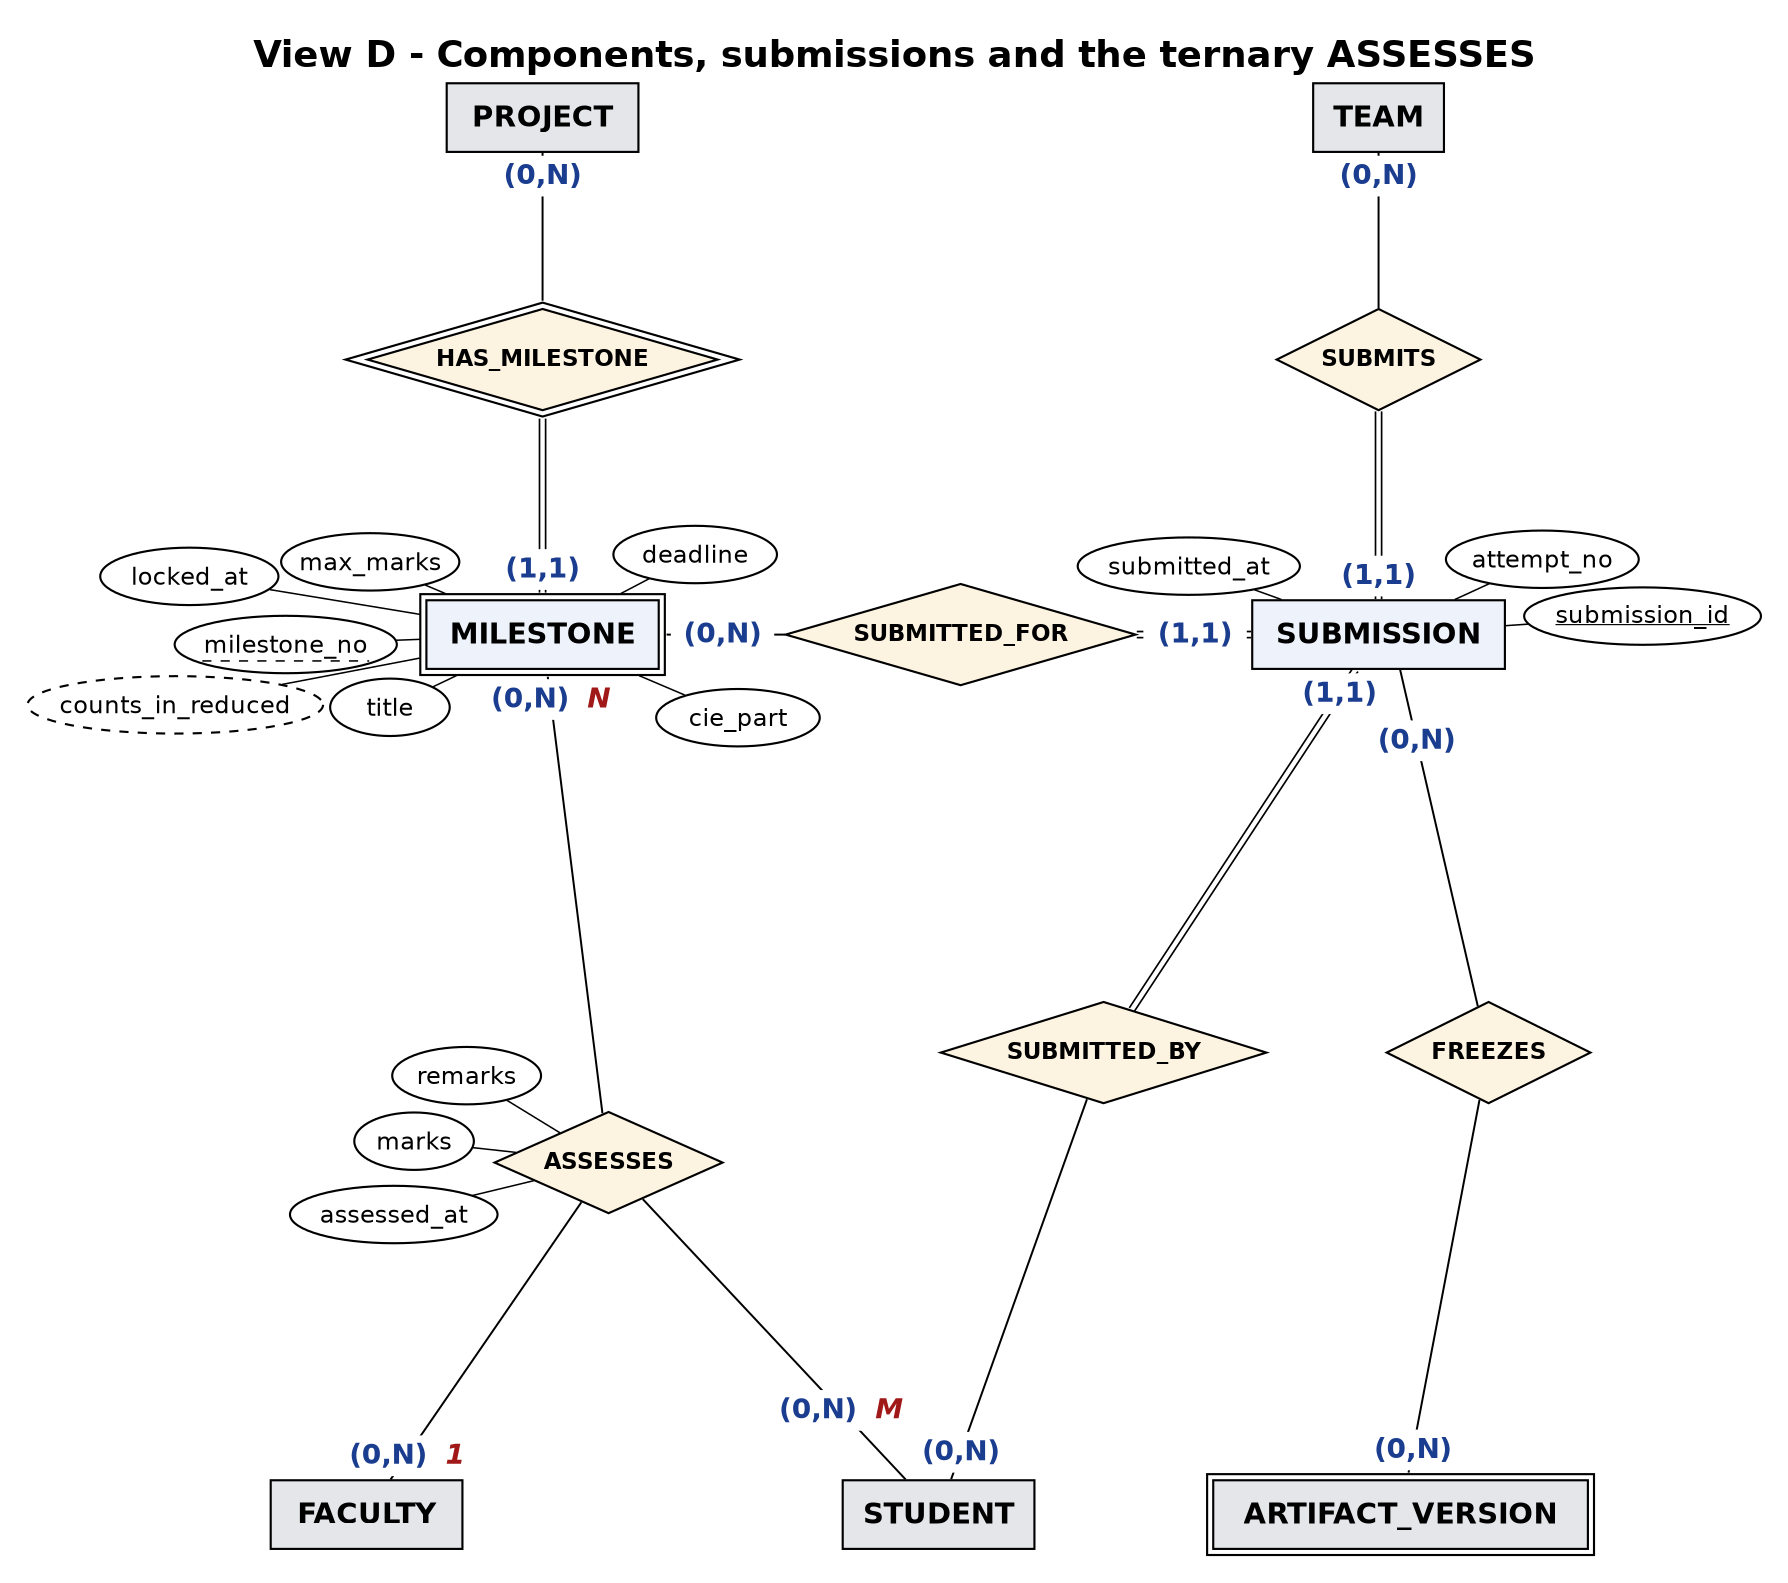 View D - Components, submissions and the ternary ASSESSES
PROJECT
TEAM
(0,N)
(0,N)
HAS_MILESTONE
SUBMITS
(1,1)
(1,1)
locked_at
max_marks
deadline
submitted_at
attempt_no
submission_id
milestone_no
MILESTONE
(0,N)
SUBMITTED_FOR
(1,1)
SUBMISSION
counts_in_reduced
title
(0,N) N
cie_part
(1,1)
(0,N)
remarks
marks
assessed_at
ASSESSES
SUBMITTED_BY
FREEZES
(0,N) 1
(0,N) M
(0,N)
(0,N)
FACULTY
STUDENT
ARTIFACT_VERSION